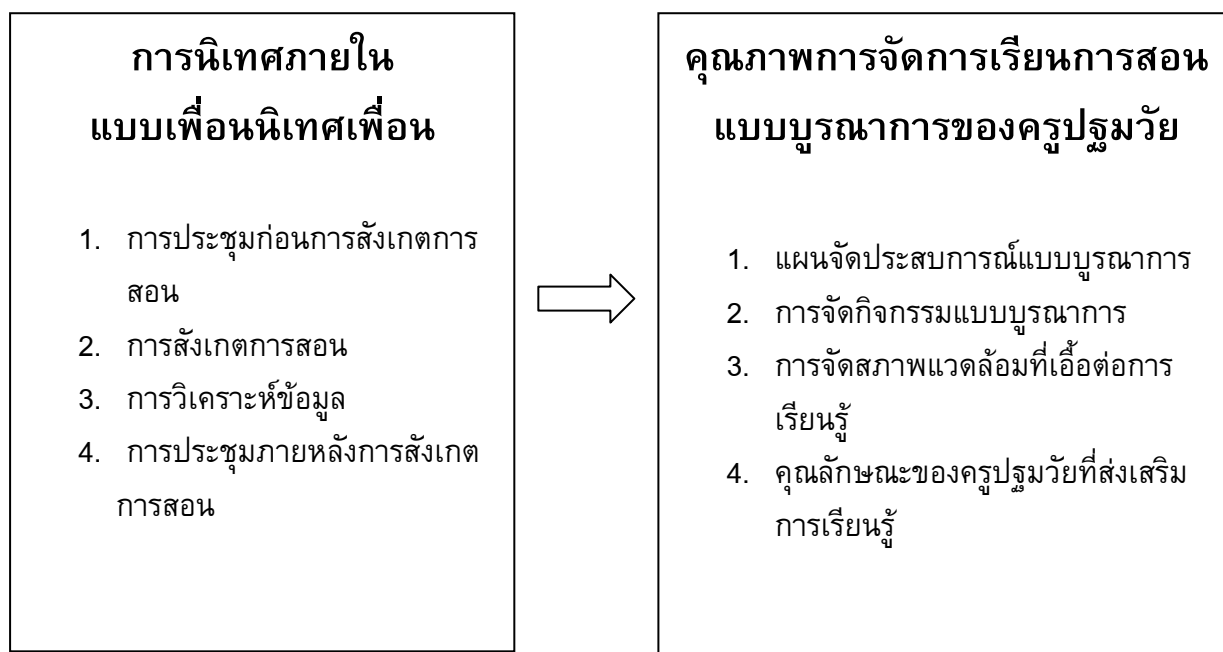 การนิเทศภายใน
แบบเพื่อนนิเทศเพื่อน
1. การประชุมก่อนการสังเกตการ
สอน
2. การสังเกตการสอน
3. การวิเคราะห์ข้อมูล
4. การประชุมภายหลังการสังเกต
การสอน
คุณภาพการจัดการเรียนการสอน
แบบบูรณาการของครูปฐมวัย
1. แผนจัดประสบการณ์แบบบูรณาการ
2. การจัดกิจกรรมแบบบูรณาการ
3. การจัดสภาพแวดล้อมที่เอื้อต่อการ
เรียนรู้
4. คุณลักษณะของครูปฐมวัยที่ส่งเสริม
การเรียนรู้